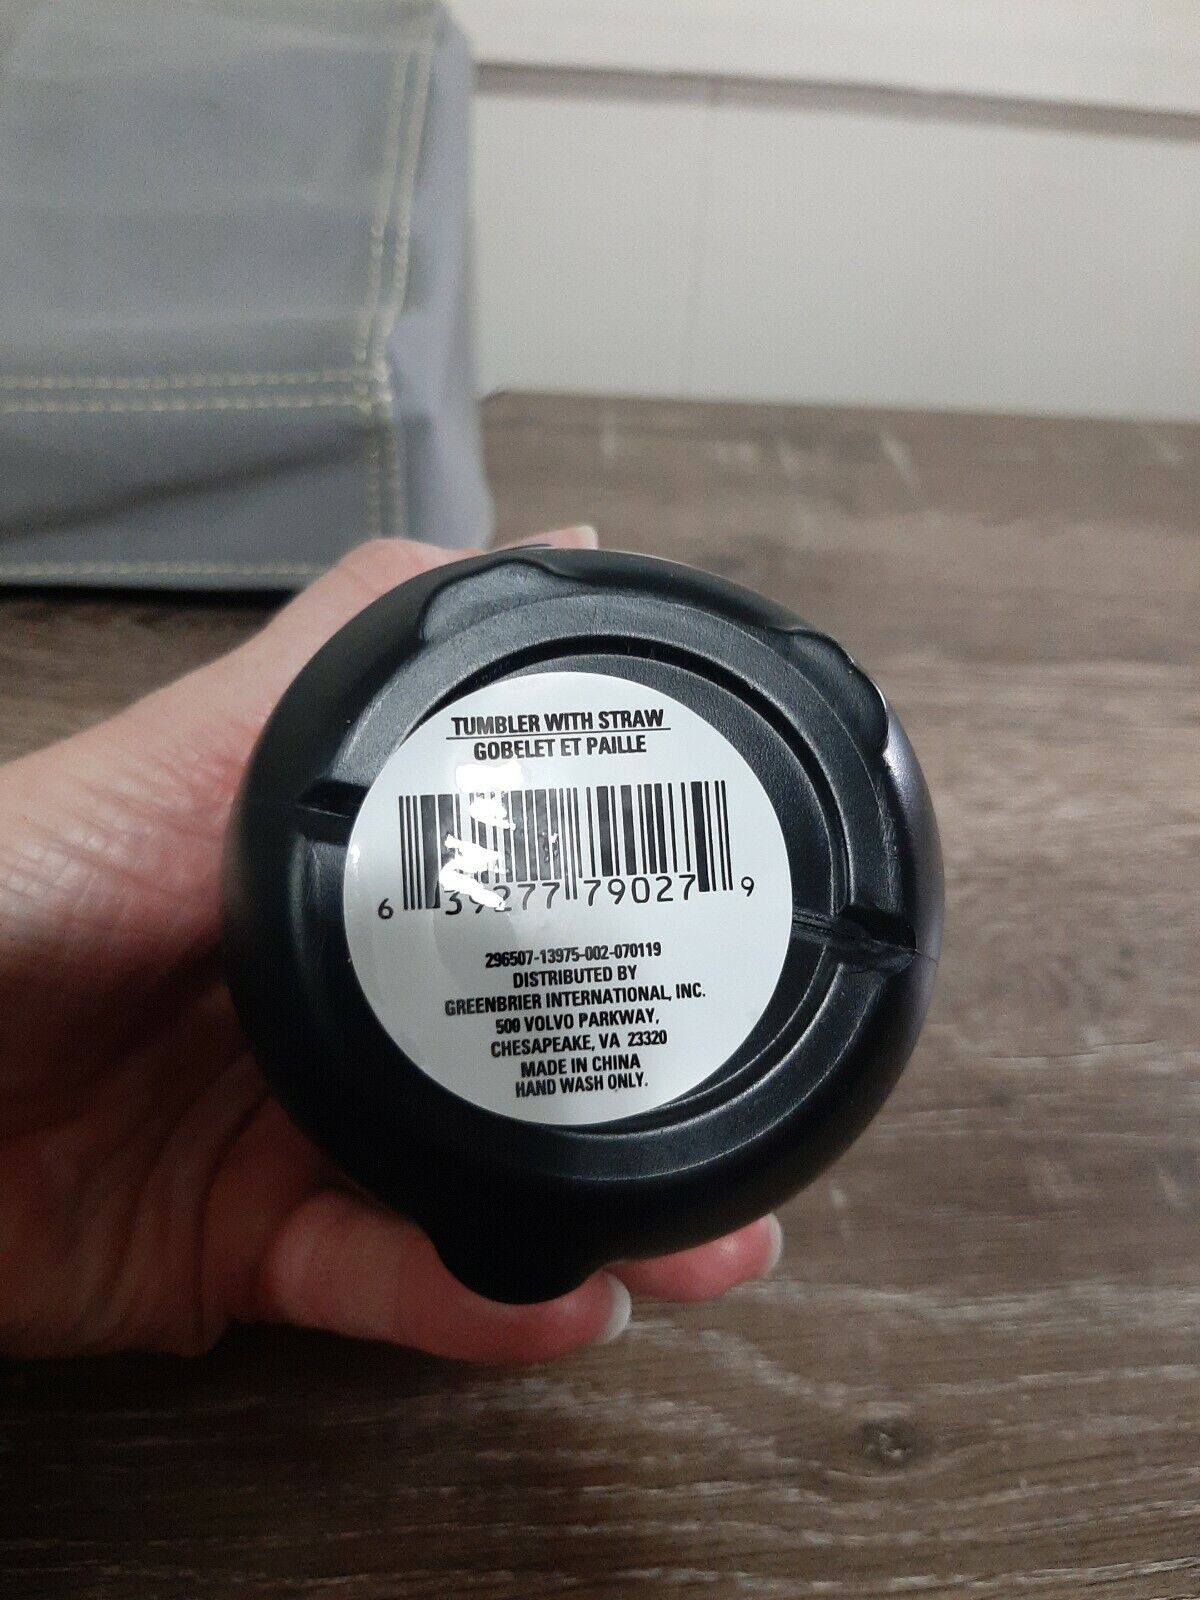 TUMBLER WITH STRAW
GOBELET ET PAILLE
6 39277 79027 9
296507-13975-002-070119
DISTRIBUTED BY
GREENBRIER INTERNATIONAL, INC.
500 VOLVO PARKWAY,
CHESAPEAKE, VA 23320
MADE IN CHINA
HAND WASH ONLY.